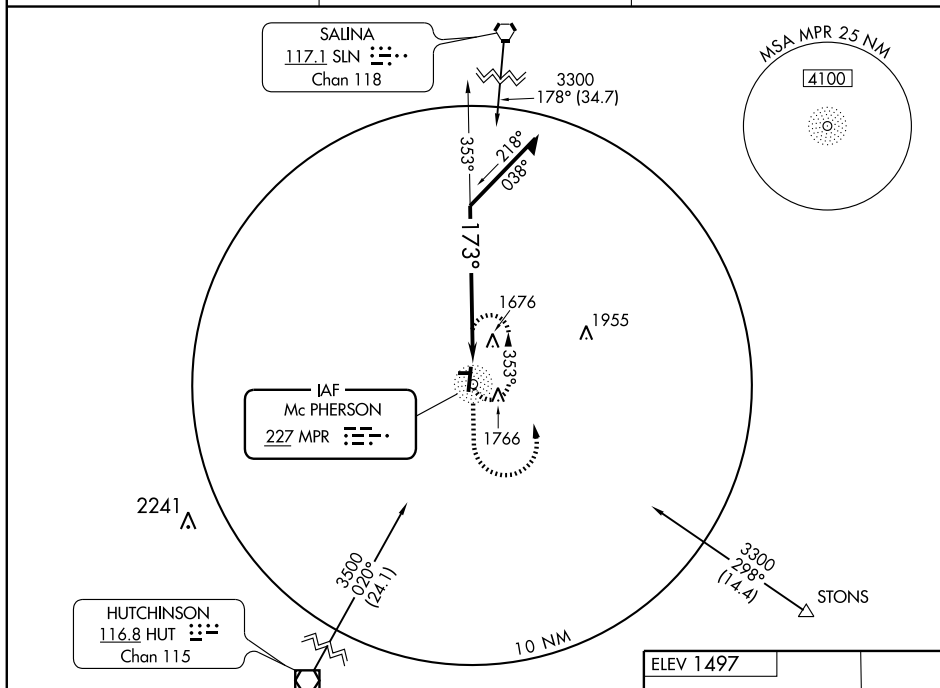 SALINA
117.1 SLN
Chan 118
3300
178° (34.7)
MSA MPR 25 NM
4100
353°
218°
038°
173°
1676
1955
353°
IAF
Mc PHERSON
227 MPR
1766
2241
3500
020°
(24.1)
3300
298°
(14.4)
STONS
HUTCHINSON
116.8 HUT
Chan 115
10 NM
ELEV 1497